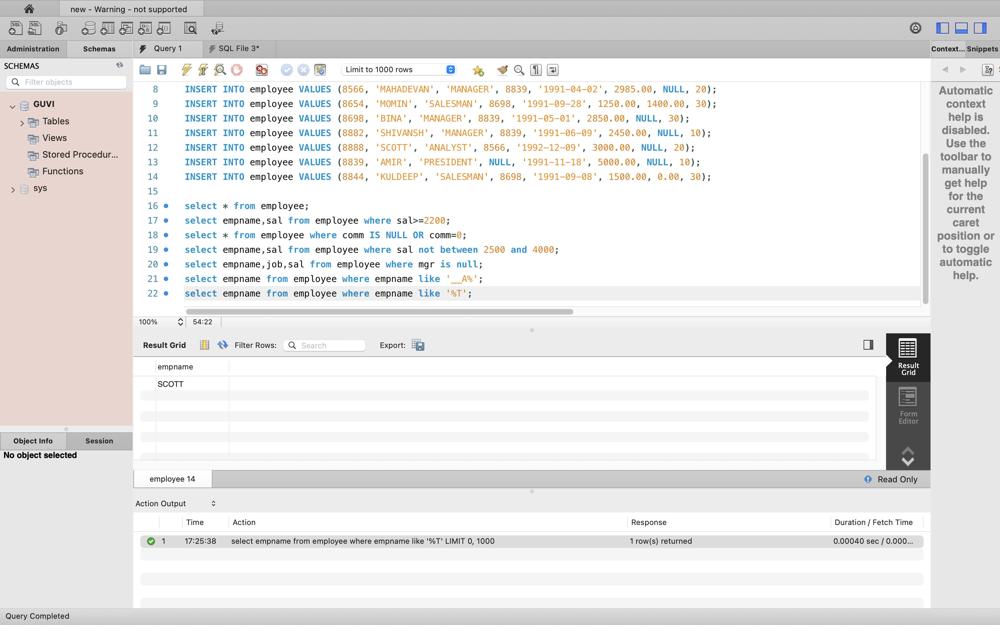 new - Warning - not supported
SQL
SQL
Administration
Schemas
Query 1
SQL File 3*
Context...
Snippets
SCHEMAS
Limit to 1000 rows
Filter objects
GUVI
Tables
Views
Stored Procedur...
Functions
sys
8 INSERT INTO employee VALUES (8566, 'MAHADEVAN', 'MANAGER', 8839, '1991-04-02', 2985.00, NULL, 20);
9 INSERT INTO employee VALUES (8654, 'MOMIN', 'SALESMAN', 8698, '1991-09-28', 1250.00, 1400.00, 30);
10 INSERT INTO employee VALUES (8698, 'BINA', 'MANAGER', 8839, '1991-05-01', 2850.00, NULL, 30);
11 INSERT INTO employee VALUES (8882, 'SHIVANSH', 'MANAGER', 8839, '1991-06-09', 2450.00, NULL, 10);
12 INSERT INTO employee VALUES (8888, 'SCOTT', 'ANALYST', 8566, '1992-12-09', 3000.00, NULL, 20);
13 INSERT INTO employee VALUES (8839, 'AMIR', 'PRESIDENT', NULL, '1991-11-18', 5000.00, NULL, 10);
14 INSERT INTO employee VALUES (8844, 'KULDEEP', 'SALESMAN', 8698, '1991-09-08', 1500.00, 0.00, 30);
15
16 select * from employee;
17 select empname,sal from employee where sal>=2200;
18 select * from employee where comm IS NULL OR comm=0;
19 select empname,sal from employee where sal not between 2500 and 4000;
20 select empname,job,sal from employee where mgr is null;
21 select empname from employee where empname like '__A%';
22 select empname from employee where empname like '%T';
Automatic
context
help is
disabled.
Use the
toolbar to
manually
get help
for the
current
caret
position or
to toggle
automatic
help.
100%
54:22
Result Grid
Filter Rows:
Search
Export:
empname
SCOTT
Result
Grid
Form
Editor
Object Info
Session
No object selected
employee 14
Read Only
Action Output
Time
Action
Response
Duration / Fetch Time
1
17:25:38
select empname from employee where empname like '%T' LIMIT 0, 1000
1 row(s) returned
0.00040 sec / 0.000...
Query Completed